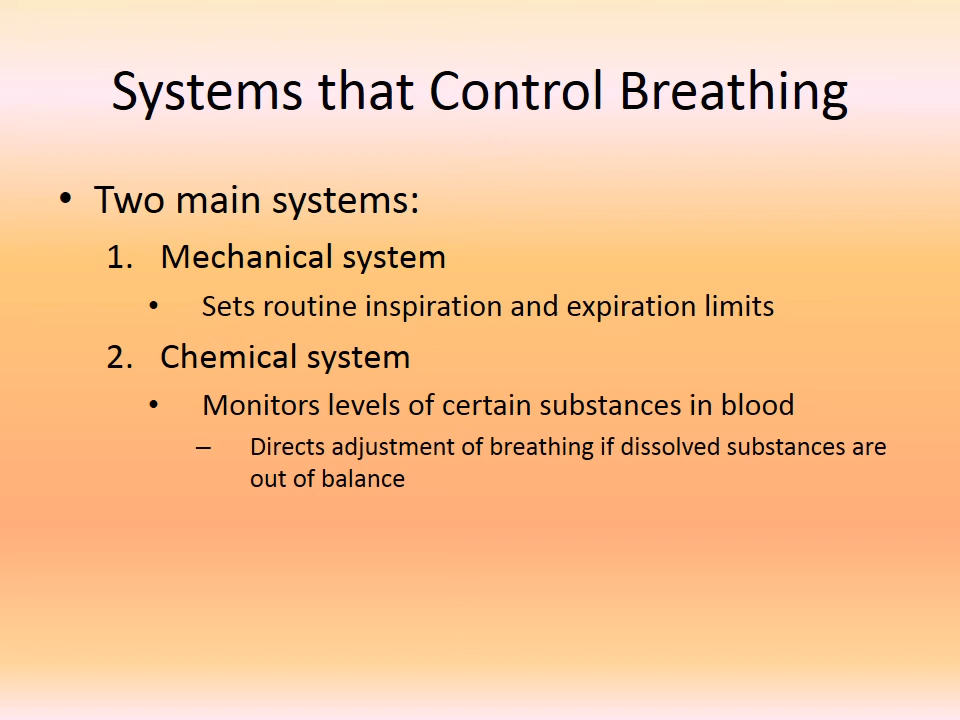 Systems that Control Breathing
• Two main systems:
1. Mechanical system
• Sets routine inspiration and expiration limits
2. Chemical system
• Monitors levels of certain substances in blood
– Directs adjustment of breathing if dissolved substances are
out of balance